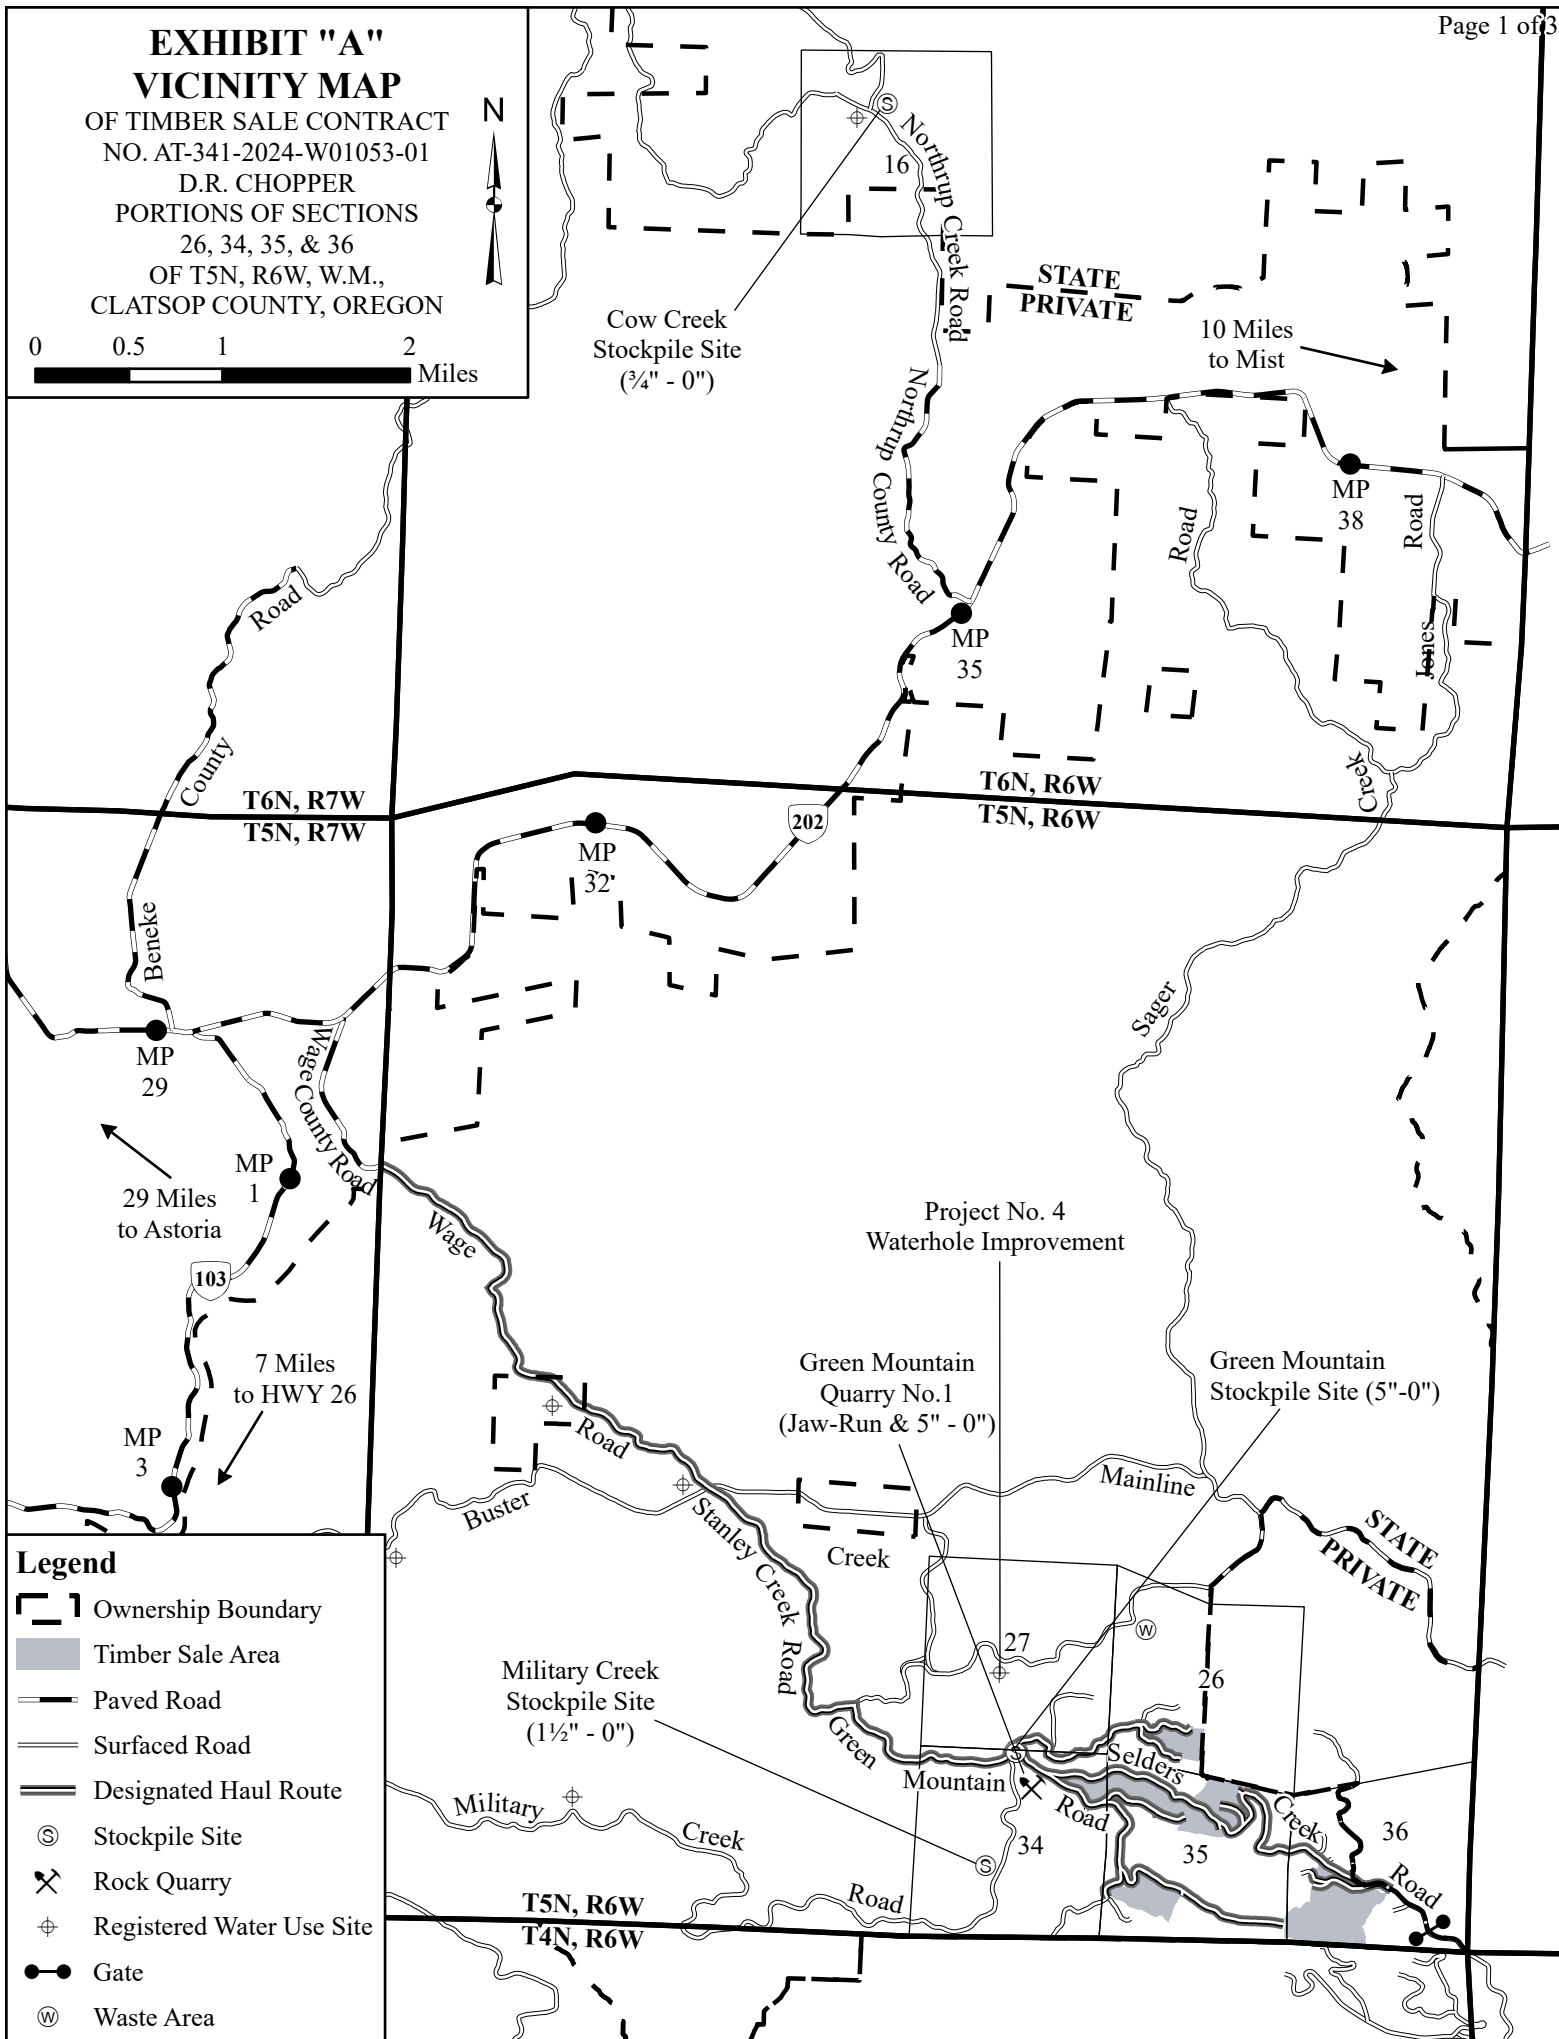 Page 1 of 3
EXHIBIT "A"
VICINITY MAP
OF TIMBER SALE CONTRACT
NO. AT-341-2024-W01053-01
D.R. CHOPPER
PORTIONS OF SECTIONS
26, 34, 35, & 36
OF T5N, R6W, W.M.,
CLATSOP COUNTY, OREGON
N
0 0.5 1 2
Miles
S
16
Northrup Creek Road
Cow Creek
Stockpile Site
(¾" - 0")
STATE
PRIVATE
10 Miles
to Mist
Northrup County Road
MP
38
Road
Road
Jones
MP
35
Creek
Road
County
Beneke
T6N, R7W
T5N, R7W
T6N, R6W
T5N, R6W
202
MP
32
Sager
MP
29
Wage County Road
MP
1
29 Miles
to Astoria
103
7 Miles
to HWY 26
MP
3
Wage
Road
Project No. 4
Waterhole Improvement
Green Mountain
Quarry No.1
(Jaw-Run & 5" - 0")
Green Mountain
Stockpile Site (5"-0")
Buster
Creek
Mainline
Stanley Creek Road
STATE
PRIVATE
27
W
26
Military Creek
Stockpile Site
(1½" - 0")
Green
Mountain
Road
S
Selders
Creek
Road
34
35
36
S
Military
Creek
Road
T5N, R6W
T4N, R6W
Legend
Ownership Boundary
Timber Sale Area
Paved Road
Surfaced Road
Designated Haul Route
S Stockpile Site
Rock Quarry
Registered Water Use Site
Gate
W Waste Area